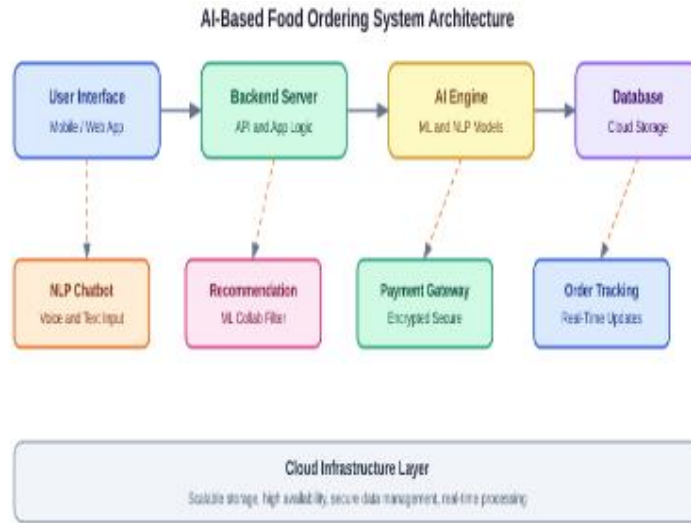 AI-Based Food Ordering System Architecture
User Interface
Mobile / Web App
Backend Server
API and App Logic
AI Engine
ML and NLP Models
Database
Cloud Storage
NLP Chatbot
Voice and Text Input
Recommendation
ML Collab Filter
Payment Gateway
Encrypted Secure
Order Tracking
Real-Time Updates
Cloud Infrastructure Layer
Scalable storage, high availability, secure data management, real-time processing